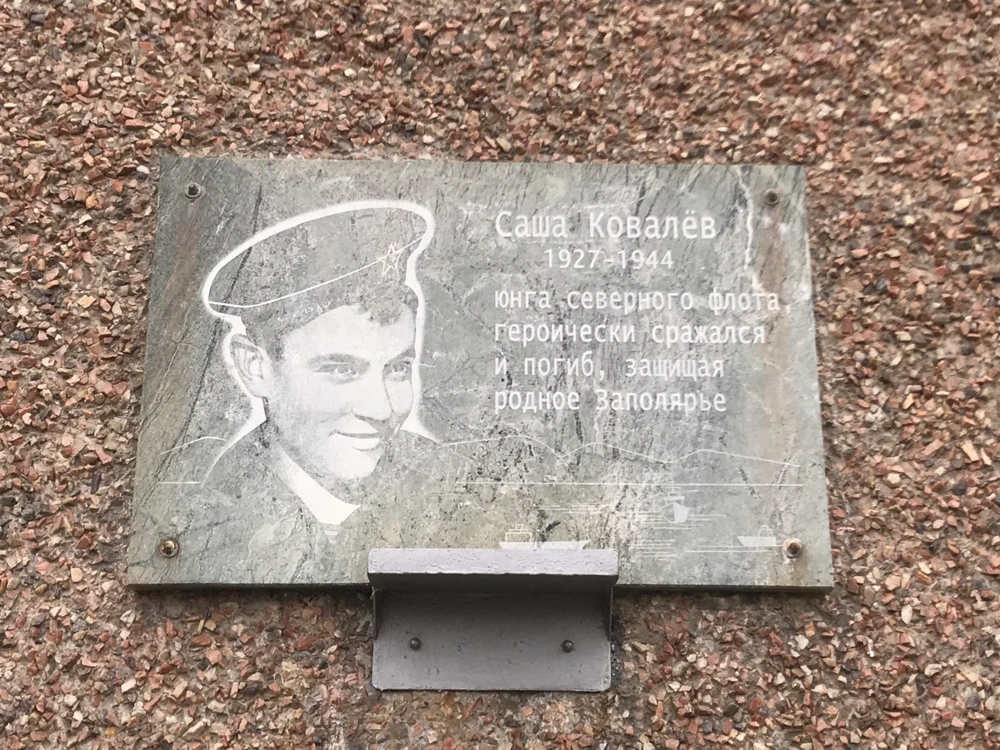 Саша Ковалёв
1927-1944
юнга северного флота,
героически сражался
и погиб, защищая
родное Заполярье